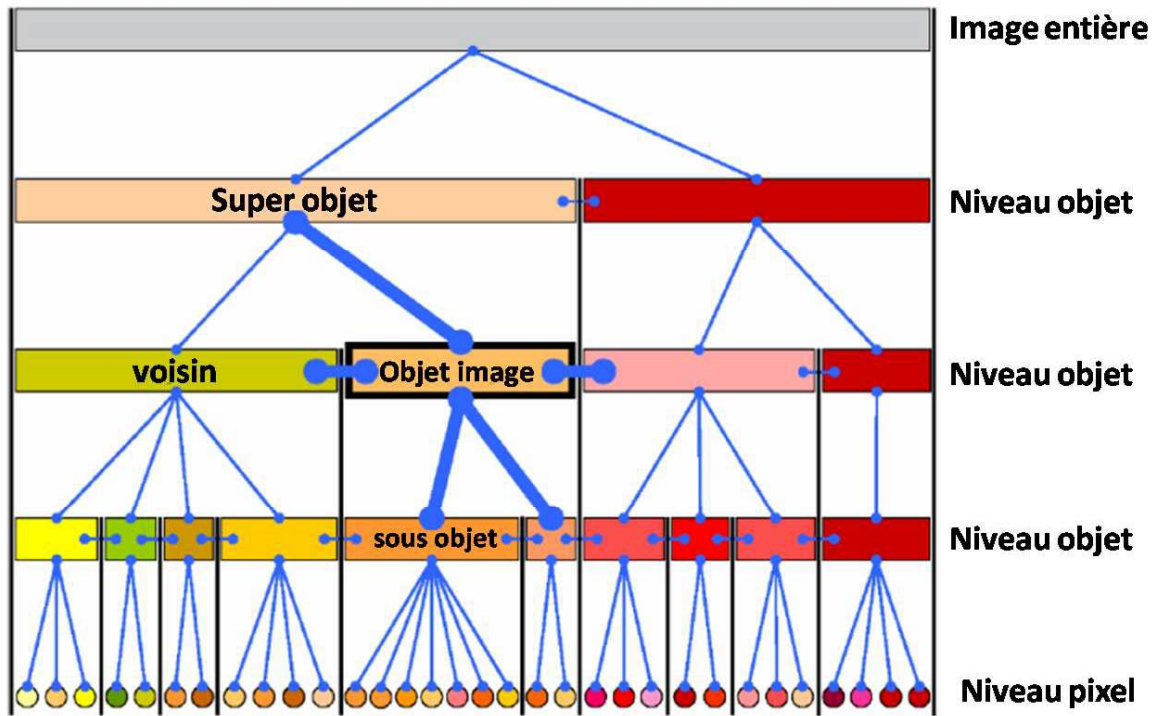 Image entière
Super objet
Niveau objet
voisin
Objet image
Niveau objet
sous objet
Niveau objet
Niveau pixel